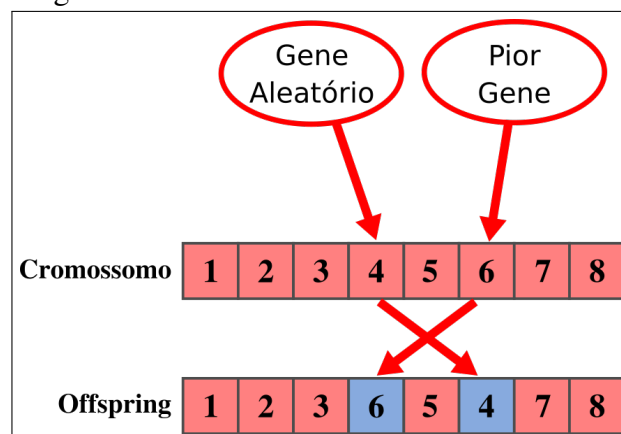 Gene
Aleatório
Pior
Gene
Cromossomo 1 2 3 4 5 6 7 8
Offspring 1 2 3 6 5 4 7 8